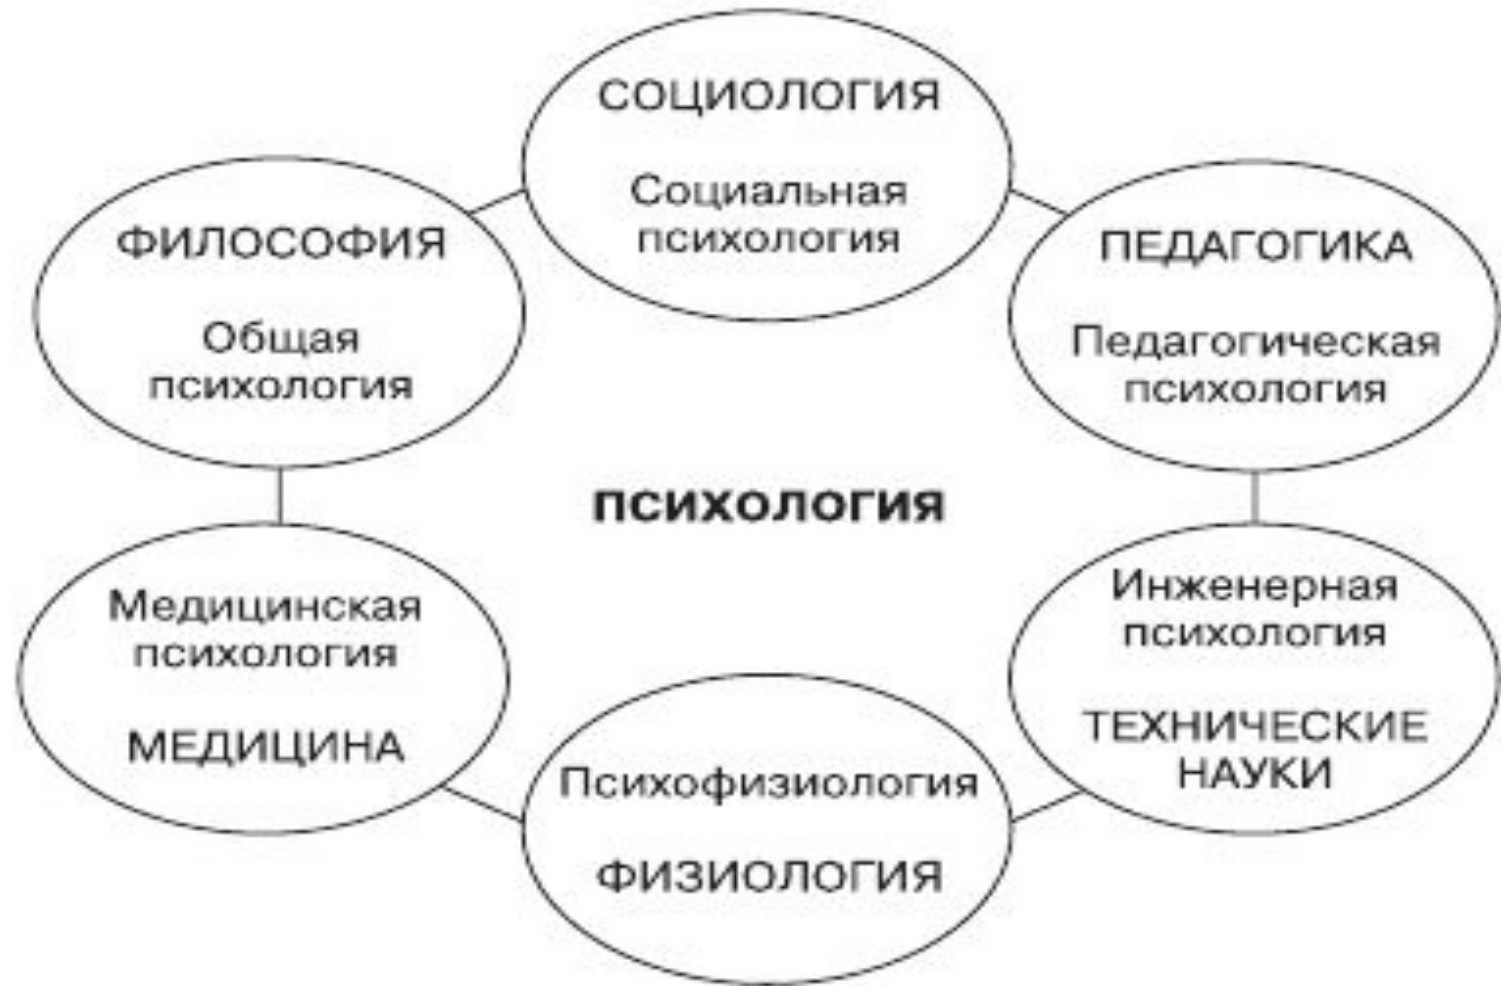 СОЦИОЛОГИЯ
Социальная
психология
ФИЛОСОФИЯ
Общая
психология
ПЕДАГОГИКА
Педагогическая
психология
ПСИХОЛОГИЯ
Медицинская
психология
МЕДИЦИНА
Инженерная
психология
ТЕХНИЧЕСКИЕ
НАУКИ
Психофизиология
ФИЗИОЛОГИЯ